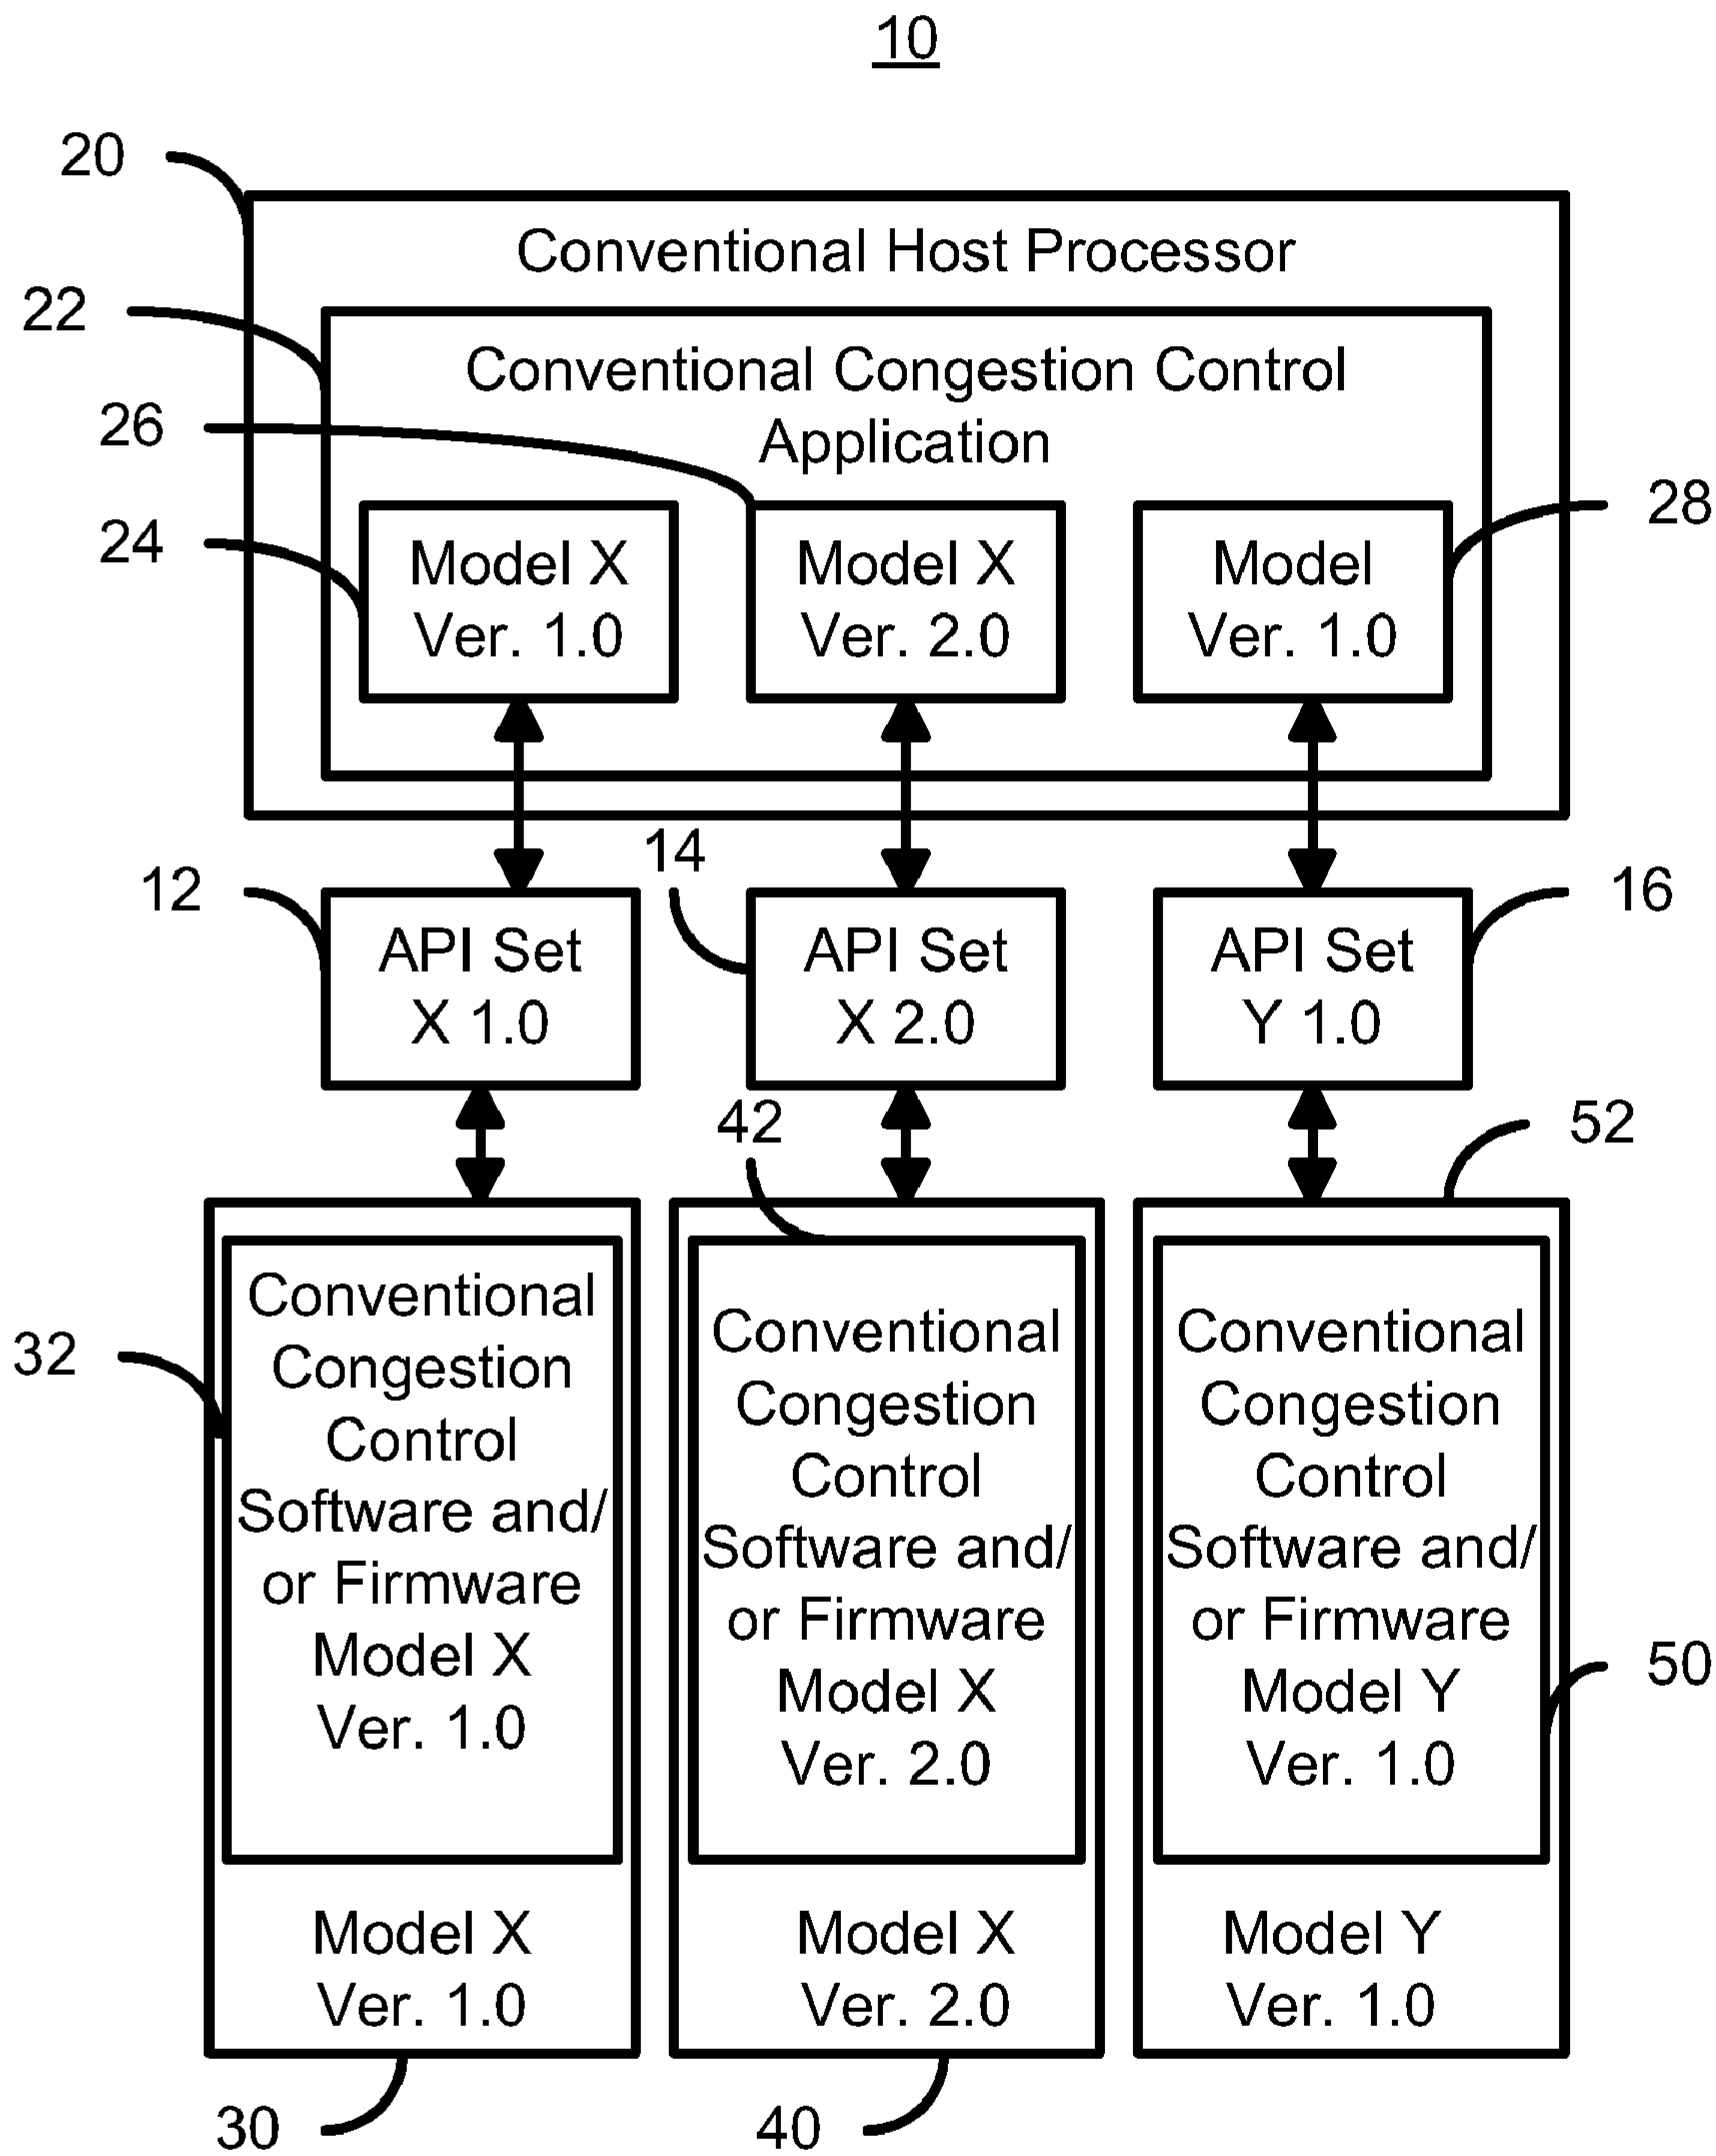 10
20
Conventional Host Processor
22
Conventional Congestion Control
Application
26
24
28
Model X
Ver. 1.0
Model X
Ver. 2.0
Model
Ver. 1.0
12
14
16
API Set
X 1.0
API Set
X 2.0
API Set
Y 1.0
42
52
32
Conventional
Congestion
Control
Software and/
or Firmware
Model X
Ver. 1.0
Conventional
Congestion
Control
Software and/
or Firmware
Model X
Ver. 2.0
Conventional
Congestion
Control
Software and/
or Firmware
Model Y
Ver. 1.0
50
Model X
Ver. 1.0
Model X
Ver. 2.0
Model Y
Ver. 1.0
30
40